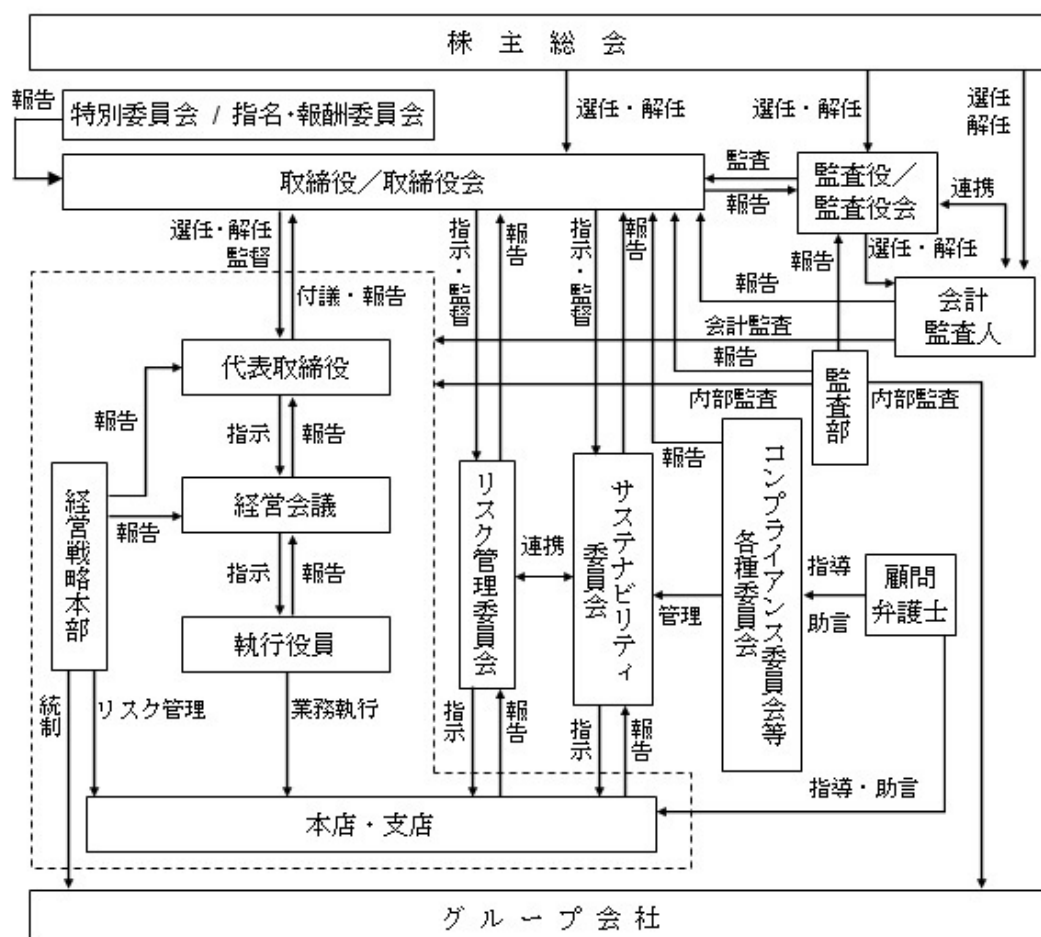 株主総会
報告
特別委員会 / 指名・報酬委員会
選任・解任
選任・解任
選任
解任
取締役／取締役会
監査
報告
監査役／
監査役会
連携
選任・解任
監督
付議・報告
指示・監督
報告
指示・監督
報告
報告
選任・解任
報告
会計
監査人
会計監査
報告
内部監査
監査部
内部監査
代表取締役
報告
指示
報告
経営戦略本部
報告
経営会議
指示
報告
執行役員
統制
リスク管理
業務執行
リスク管理委員会
連携
サステナビリティ
委員会
報告
管理
コンプライアンス委員会等
各種委員会
指導
助言
顧問
弁護士
指示
報告
指示
報告
指導・助言
本店・支店
グループ会社